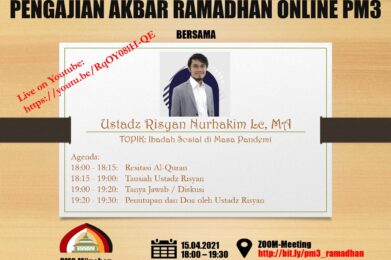 PENGAJIAN AKBAR RAMADHAN ONLINE PM3
BERSAMA
Live on Youtube:
https://youtu.be/RqOY08IH-QE
Ustadz Risyan Nurhakim Lc, MA
TOPIK: Ibadah Sosial di Masa Pandemi
Agenda:
18:00 - 18:15: Resitasi Al-Quran
18:15 - 19:00: Tausiah Ustadz Risyan
19:00 - 19:20: Tanya Jawab / Diskusi
19:20 - 19:30: Penutupan dan Doa oleh Ustadz Risyan
15.04.2021
18:00 – 19:30
ZOOM-Meeting
http://bit.ly/pm3_ramadhan